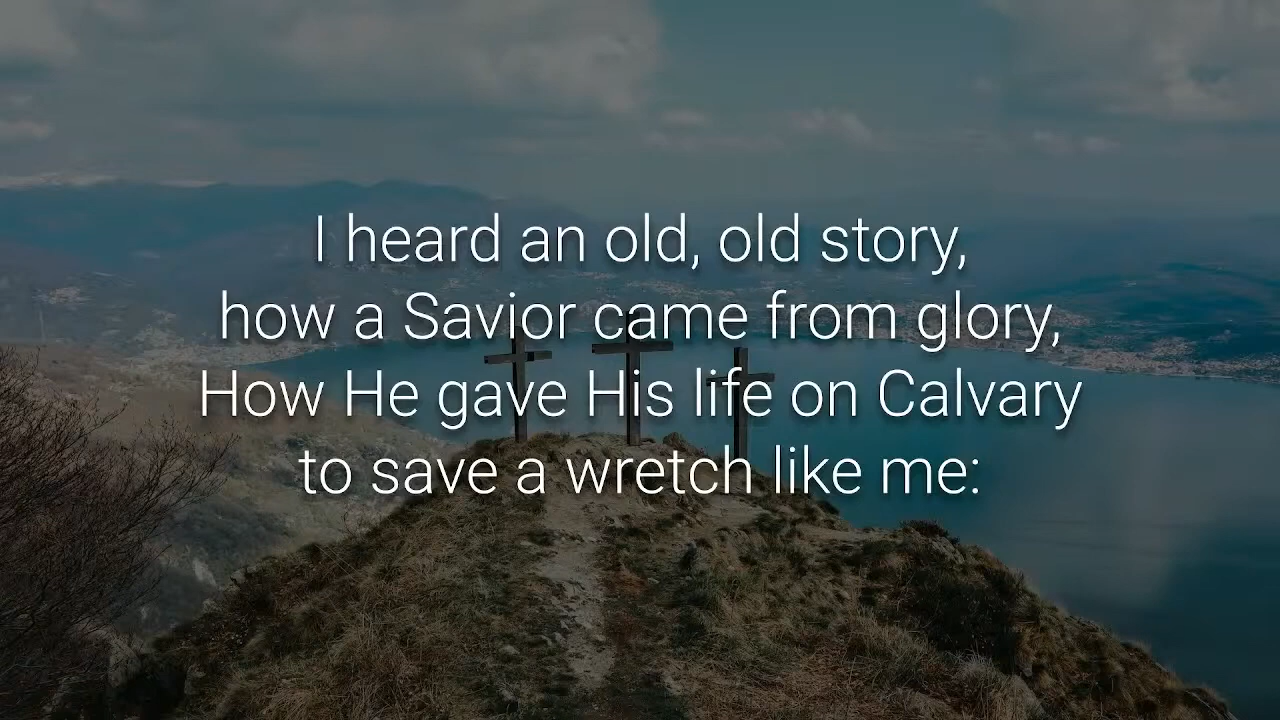 I heard an old, old story,
how a Savior came from glory,
How He gave His life on Calvary
to save a wretch like me: